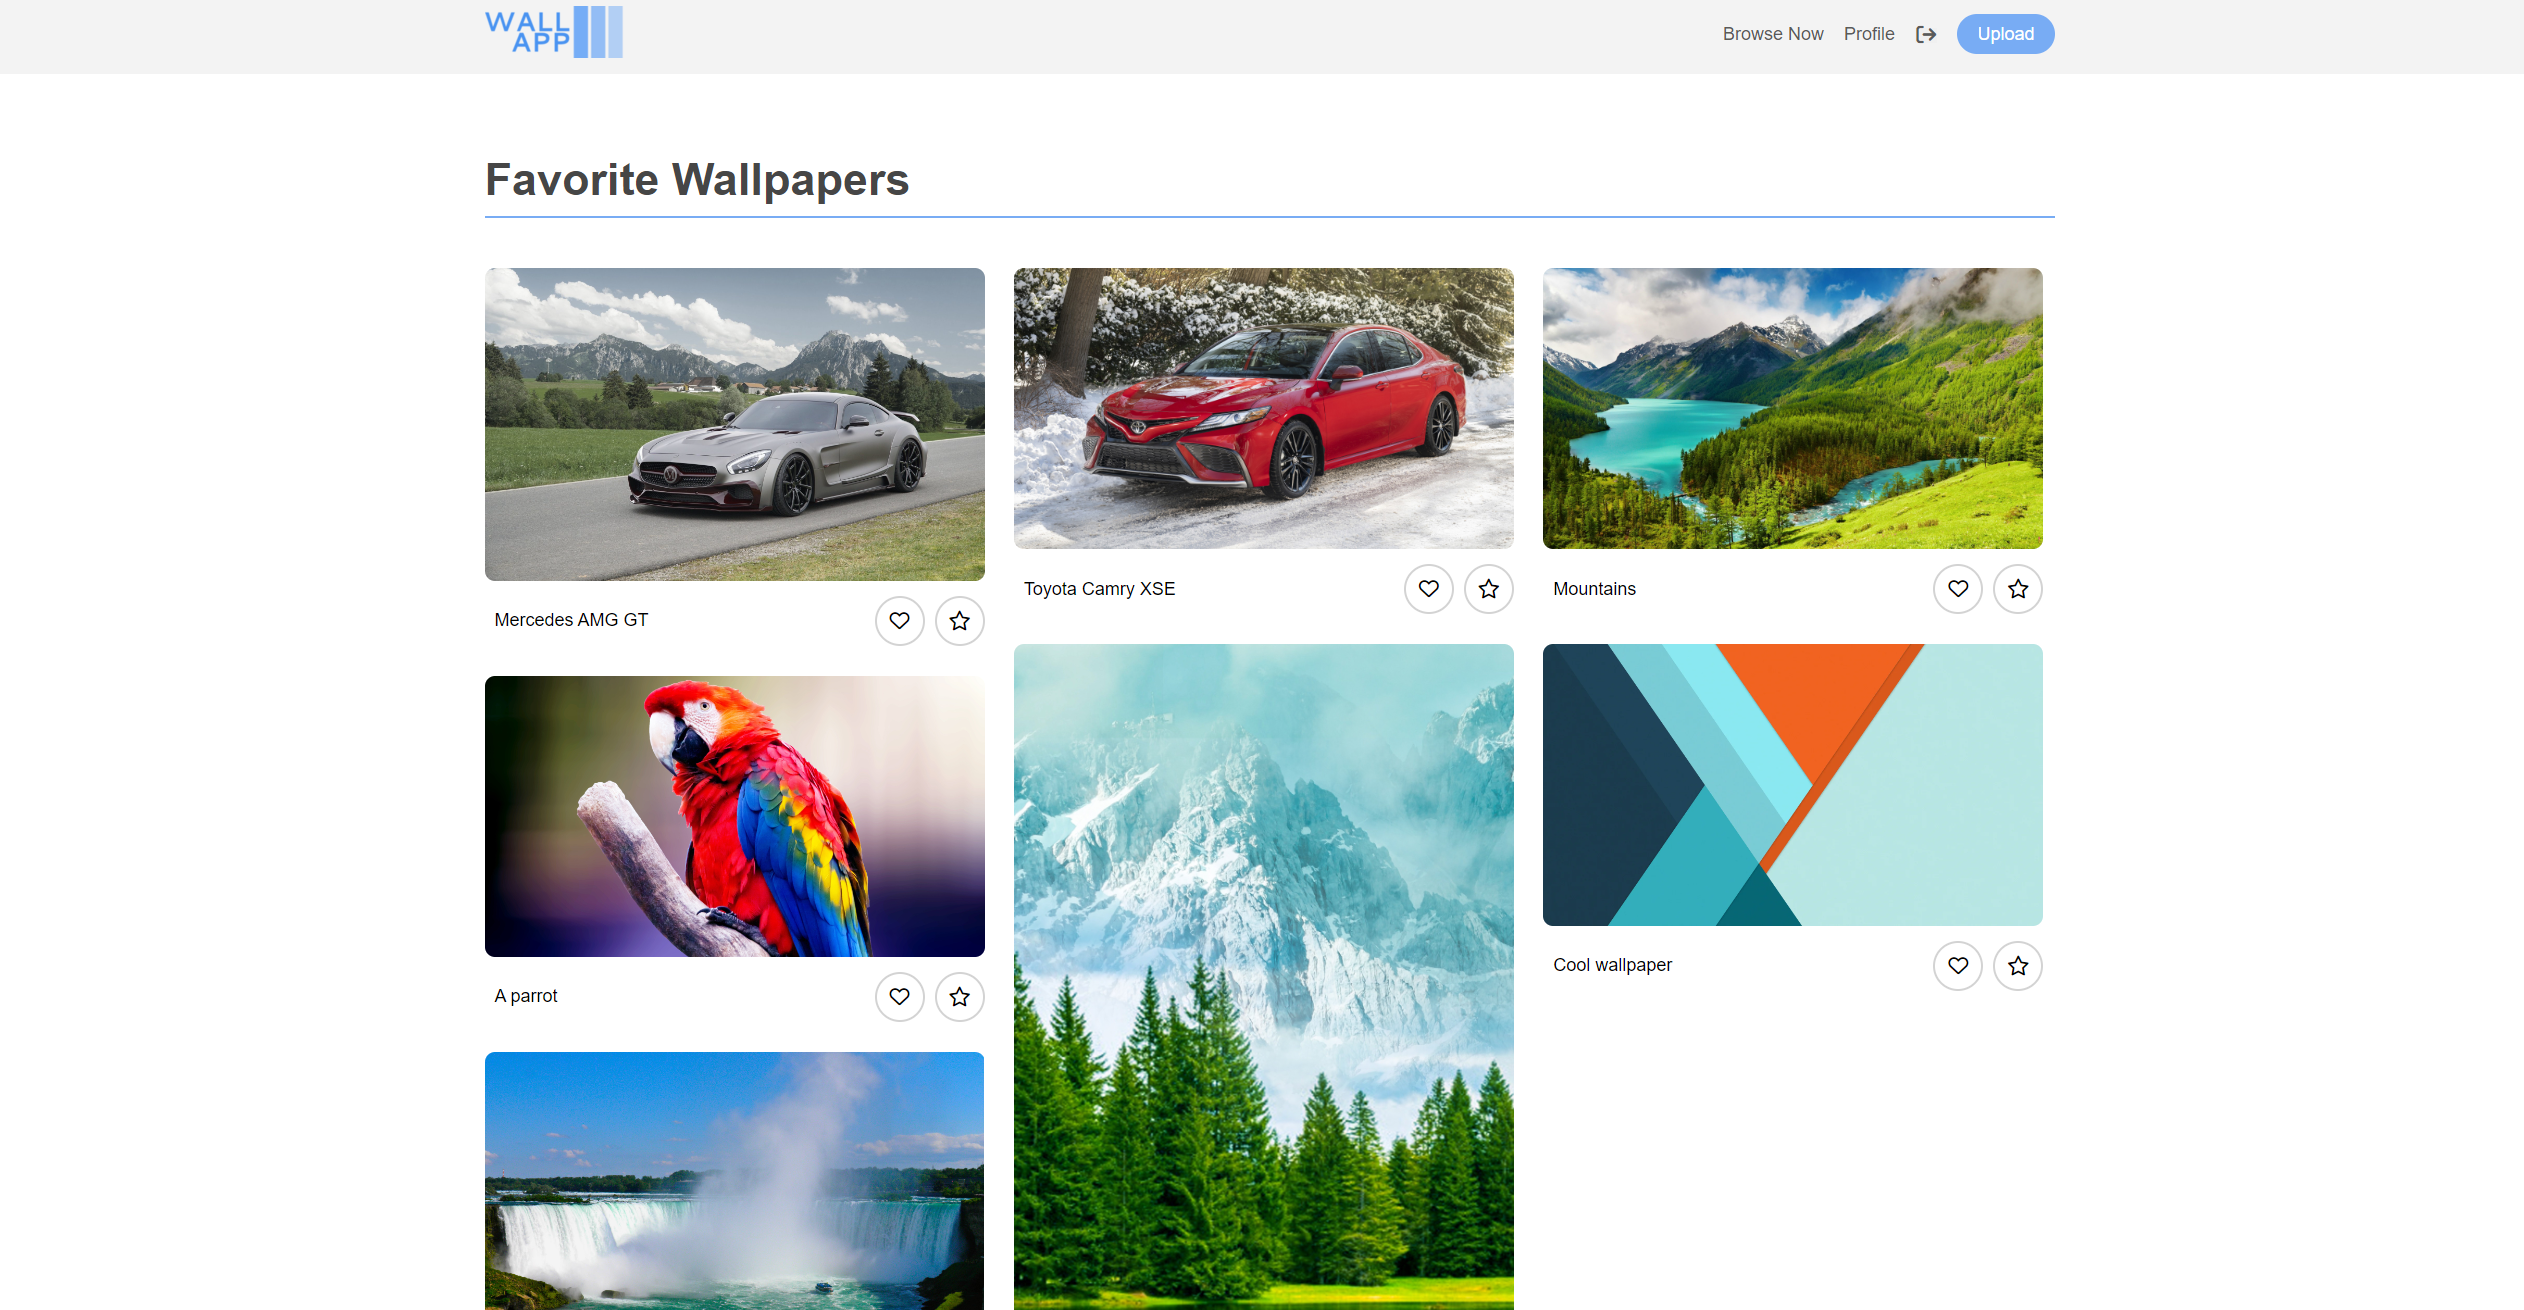 WALL
APP
Browse Now
Profile
Upload
Favorite Wallpapers
Mercedes AMG GT
Toyota Camry XSE
Mountains
A parrot
Cool wallpaper